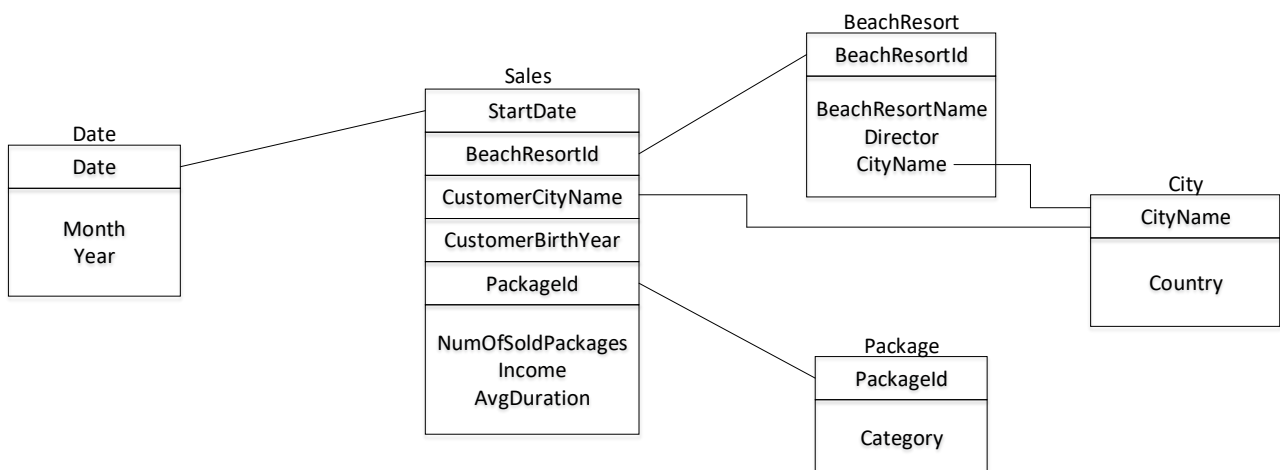 Date
Date
Month
Year
Sales
StartDate
BeachResortId
CustomerCityName
CustomerBirthYear
PackageId
NumOfSoldPackages
Income
AvgDuration
BeachResort
BeachResortId
BeachResortName
Director
CityName
City
CityName
Country
Package
PackageId
Category